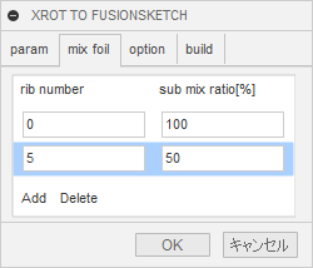 XROT TO FUSIONSKETCH
param mix foil option build
rib number sub mix ratio[%]
0 100
5 50
Add Delete
OK キャンセル